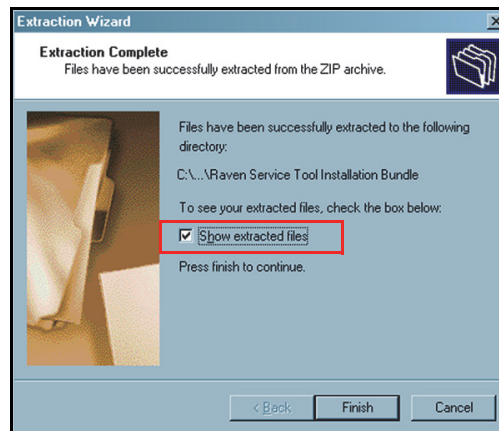 Extraction Wizard
Extraction Complete
Files have been successfully extracted from the ZIP archive.
Files have been successfully extracted to the following
directory:
C:\...\Raven Service Tool Installation Bundle
To see your extracted files, check the box below:
Show extracted files
Press finish to continue.
< Back
Finish
Cancel